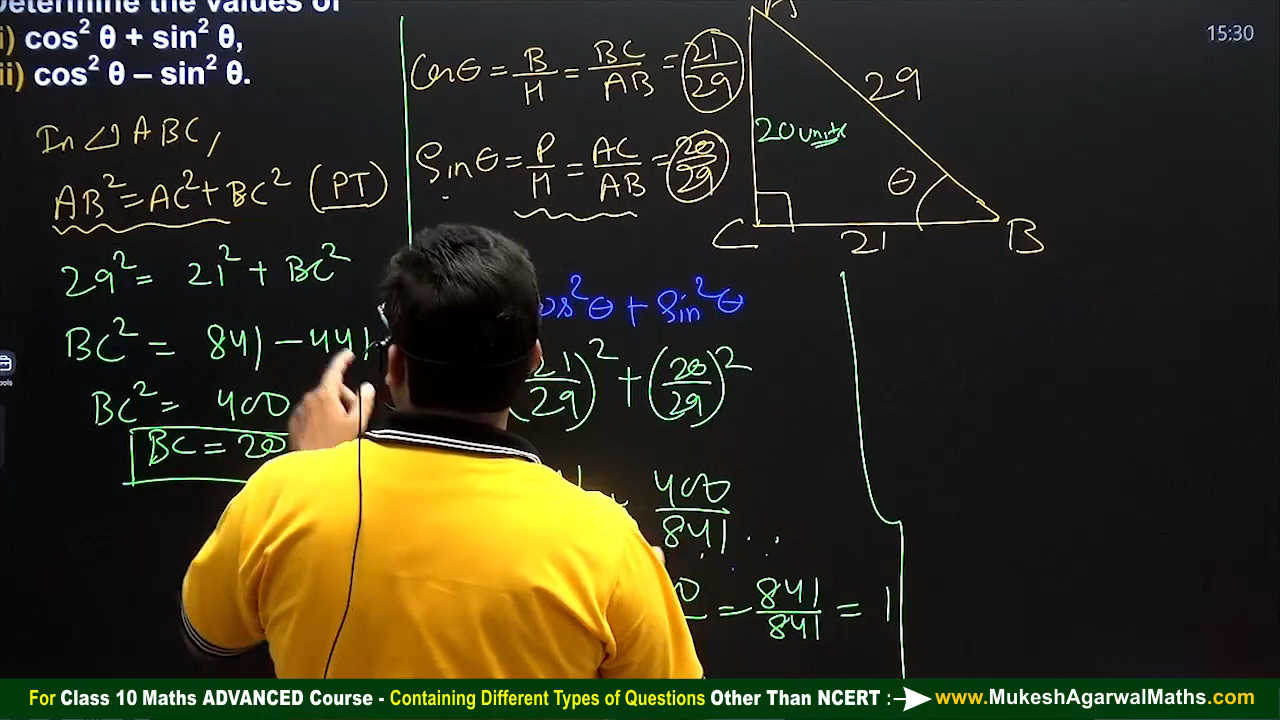 Determine the values of
i) cos² θ + sin² θ,
ii) cos² θ – sin² θ.
15:30
In △ ABC,
AB² = AC² + BC² (PT)
29² = 21² + BC²
BC² = 841 – 441
BC² = 400
BC = 20
Cosθ = B/H = BC/AB = 21/29
Sinθ = P/H = AC/AB = 20/29
A
29
20 units
θ
C
21
B
os²θ + Sin²θ
(21/29)² + (20/29)²
400/841
= 841/841 = 1
For Class 10 Maths ADVANCED Course - Containing Different Types of Questions Other Than NCERT :- www.MukeshAgarwalMaths.com